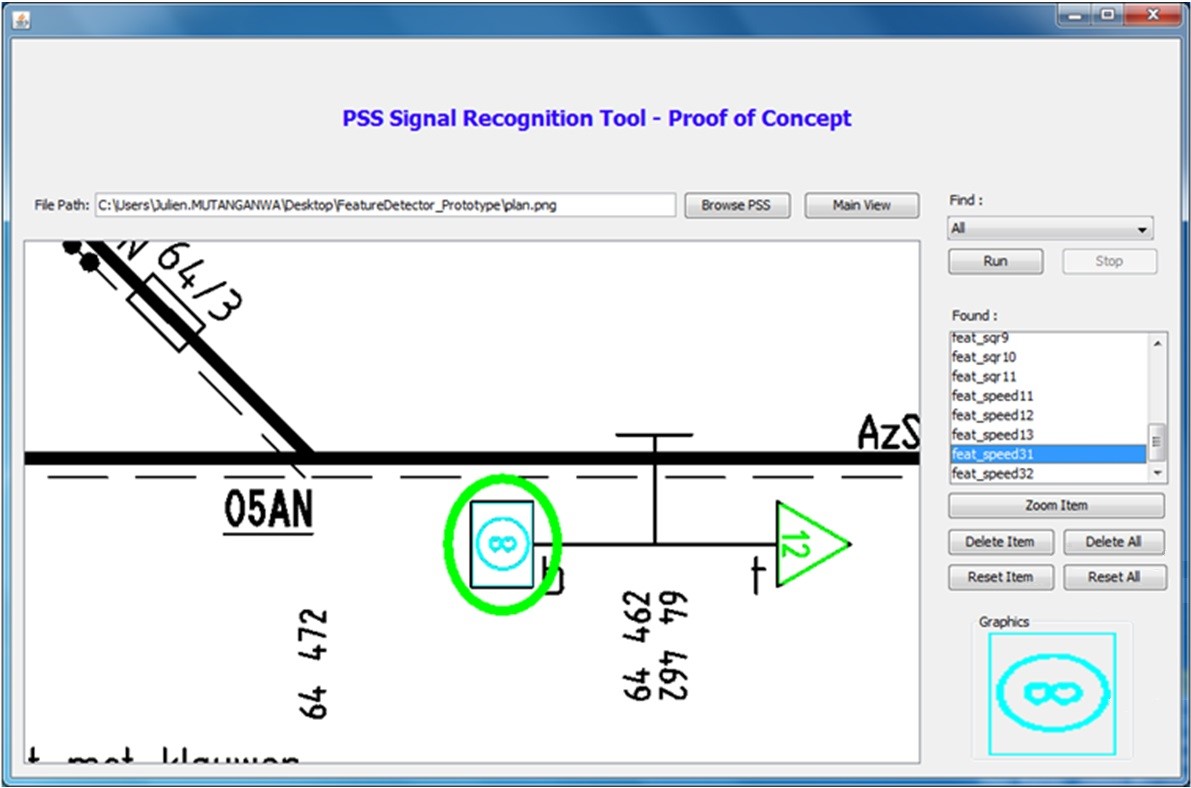 PSS Signal Recognition Tool - Proof of Concept
File Path: C:\Users\Julien.MUTANGANWA\Desktop\FeatureDetector_Prototype\plan.png Browse PSS Main View
Find :
All
Run Stop
Found :
feat_sqr9
feat_sqr10
feat_sqr11
feat_speed11
feat_speed12
feat_speed13
feat_speed31
feat_speed32
Zoom Item
Delete Item Delete All
Reset Item Reset All
Graphics
8
N 64/3
AzS
05AN
8
12
b
t
64 472
64 462
64 462
t met klauwen